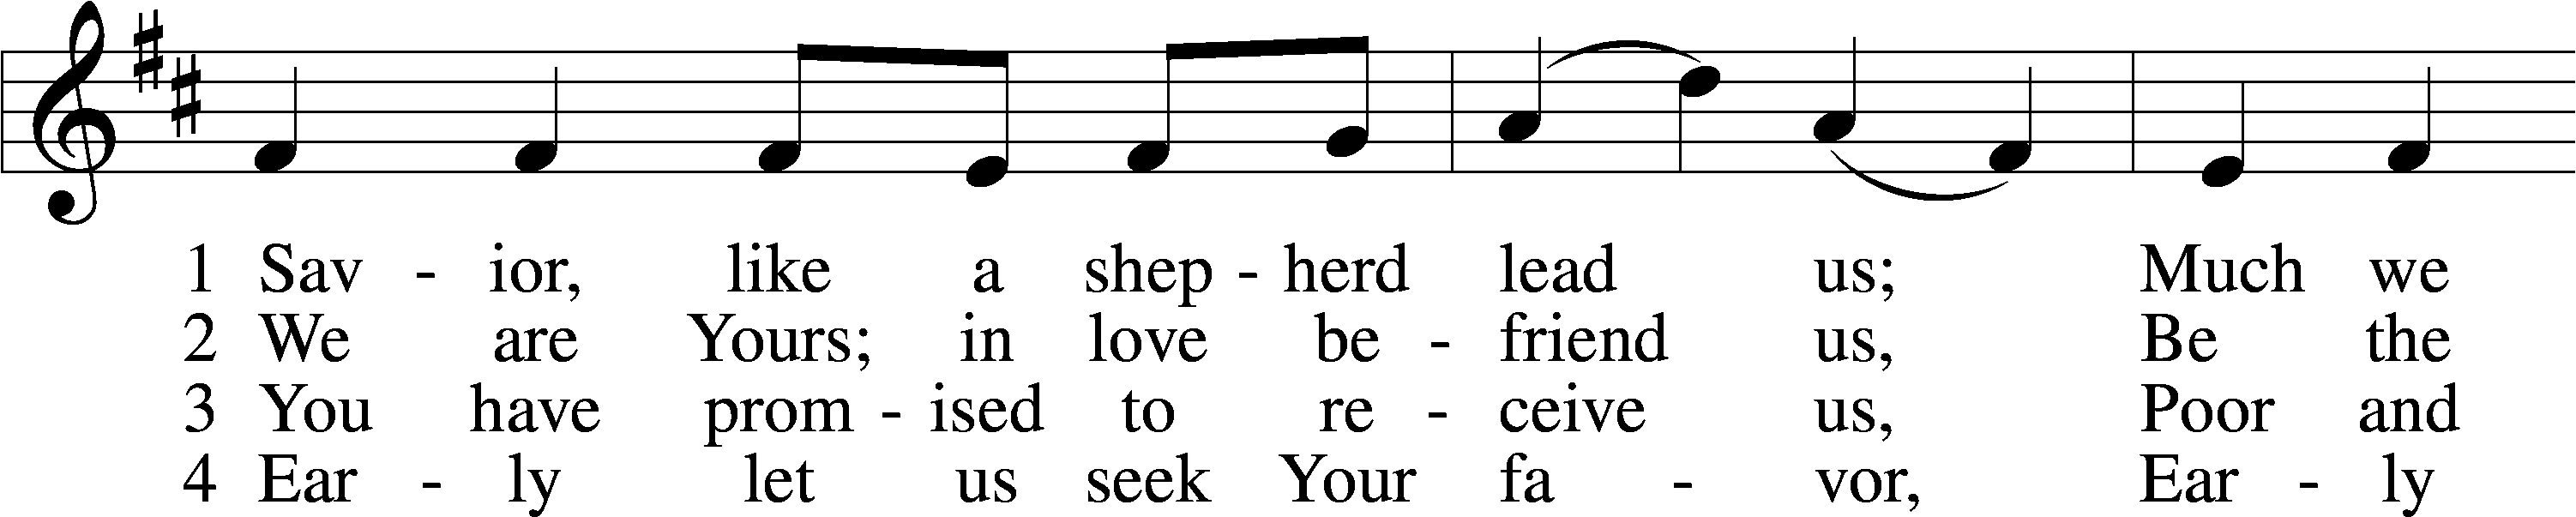 1 Sav - ior, like a shep - herd lead us; Much we
2 We are Yours; in love be - friend us, Be the
3 You have prom - ised to re - ceive us, Poor and
4 Ear - ly let us seek Your fa - vor, Ear - ly